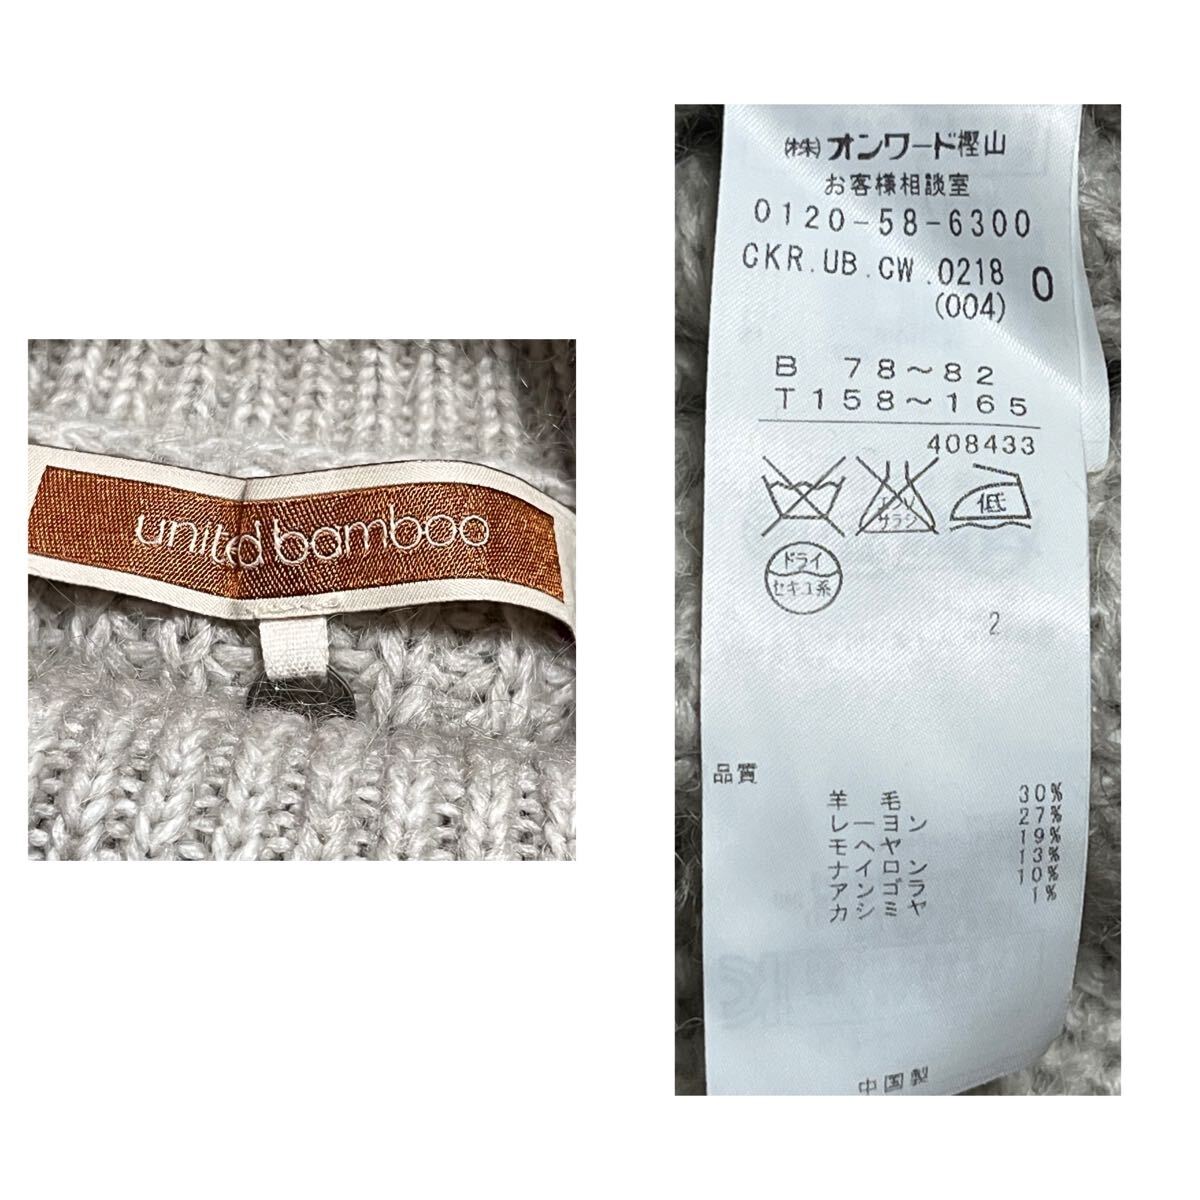 united bamboo
(株)オンワード樫山
お客様相談室
0120-58-6300
CKR.UB.CW.0218 0
(004)
B 78~82
T158~165
408433
エンソ サラシ
低
ドライ
セキユ系
2
品質
羊毛 30%
レーヨン 27%
モヘヤ 19%
ナイロン 13%
アンゴラ 10%
カシミヤ 1%
中国製